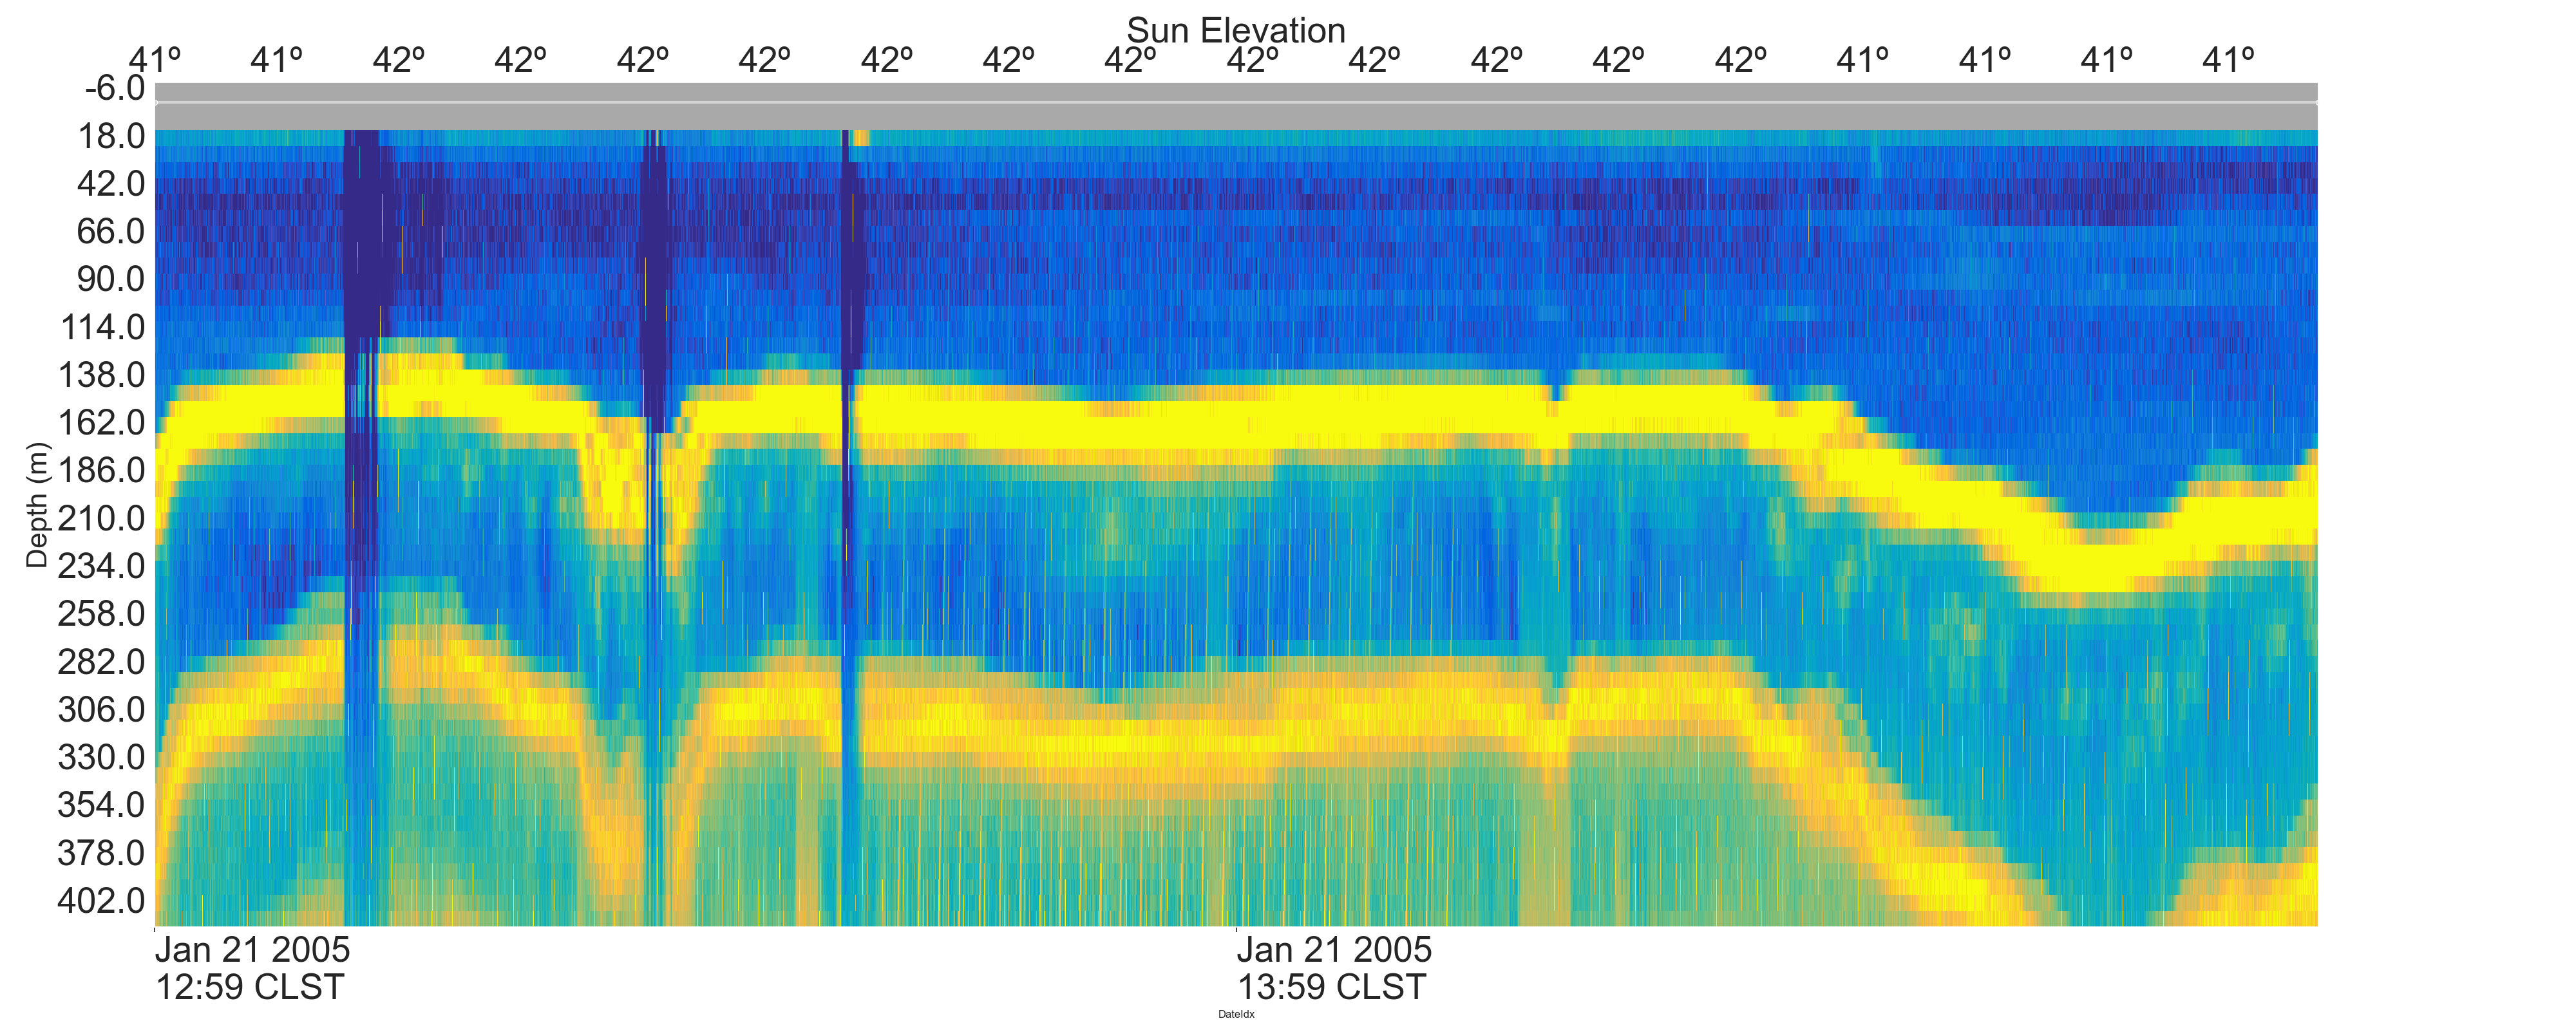 Sun Elevation
41º 41º 42º 42º 42º 42º 42º 42º 42º 42º 42º 42º 42º 42º 41º 41º 41º 41º
-6.0
18.0
42.0
66.0
90.0
114.0
138.0
162.0
186.0
210.0
234.0
258.0
282.0
306.0
330.0
354.0
378.0
402.0
Depth (m)
Jan 21 2005
12:59 CLST
Jan 21 2005
13:59 CLST
DateIdx